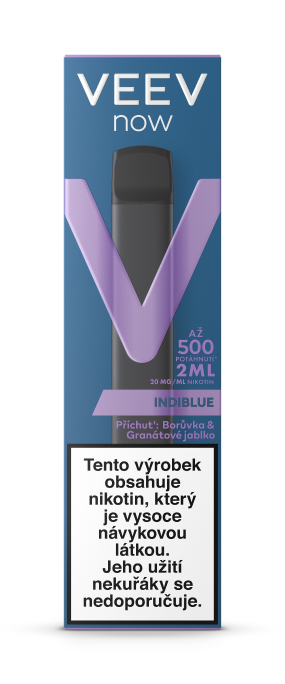 VEEV
now
AŽ
500
POTÁHNUTÍ*
2ML
20 MG/ML NIKOTIN
INDIBLUE
Příchuť: Borůvka &
Granátové jablko
Tento výrobek
obsahuje
nikotin, který
je vysoce
návykovou
látkou.
Jeho užití
nekuřáky se
nedoporučuje.